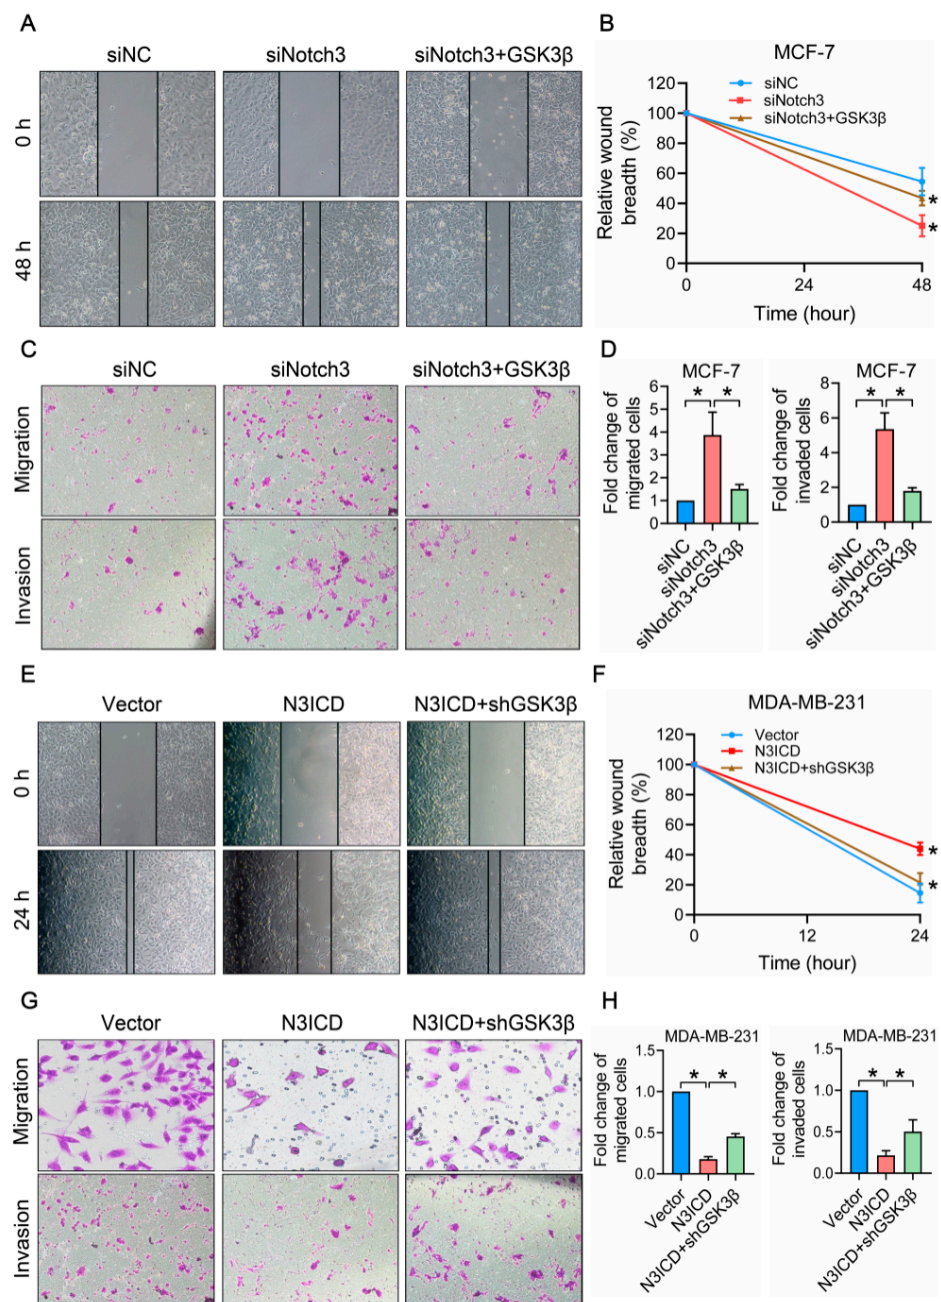 A
siNC siNotch3 siNotch3+GSK3β
0 h
48 h
B
MCF-7
siNC
siNotch3
siNotch3+GSK3β
Relative wound
breadth (%)
120
100
80
60
40
20
0
*
*
0 24 48
Time (hour)
C
siNC siNotch3 siNotch3+GSK3β
Migration
Invasion
D
MCF-7
Fold change of
migrated cells
6
5
4
3
2
1
0
* *
siNC
siNotch3
siNotch3+GSK3β
MCF-7
Fold change of
invaded cells
8
6
4
2
0
* *
siNC
siNotch3
siNotch3+GSK3β
E
Vector N3ICD N3ICD+shGSK3β
0 h
24 h
F
MDA-MB-231
Vector
N3ICD
N3ICD+shGSK3β
Relative wound
breadth (%)
120
100
80
60
40
20
0
*
*
0 12 24
Time (hour)
G
Vector N3ICD N3ICD+shGSK3β
Migration
Invasion
H
MDA-MB-231
Fold change of
migrated cells
1.5
1.0
0.5
0.0
* *
Vector
N3ICD
N3ICD+shGSK3β
MDA-MB-231
Fold change of
invaded cells
1.5
1.0
0.5
0.0
* *
Vector
N3ICD
N3ICD+shGSK3β